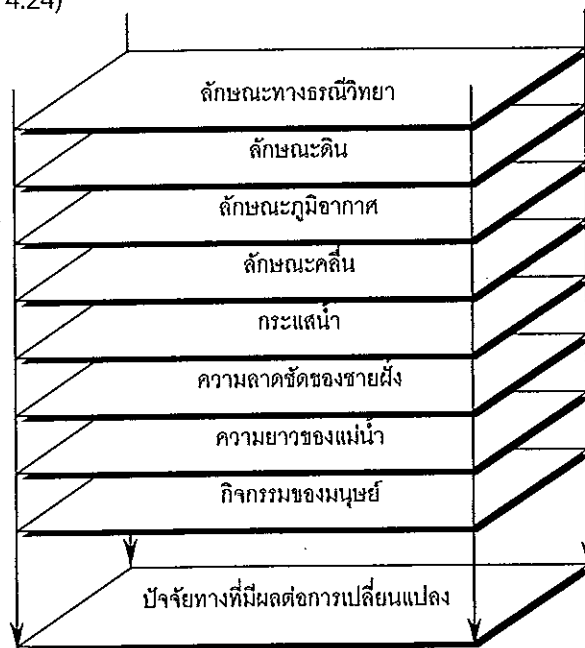 4.24)
ลักษณะทางธรณีวิทยา
ลักษณะดิน
ลักษณะภูมิอากาศ
ลักษณะคลื่น
กระแสน้ำ
ความลาดชัดของชายฝั่ง
ความยาวของแม่น้ำ
กิจกรรมของมนุษย์
ปัจจัยทางที่มีผลต่อการเปลี่ยนแปลง